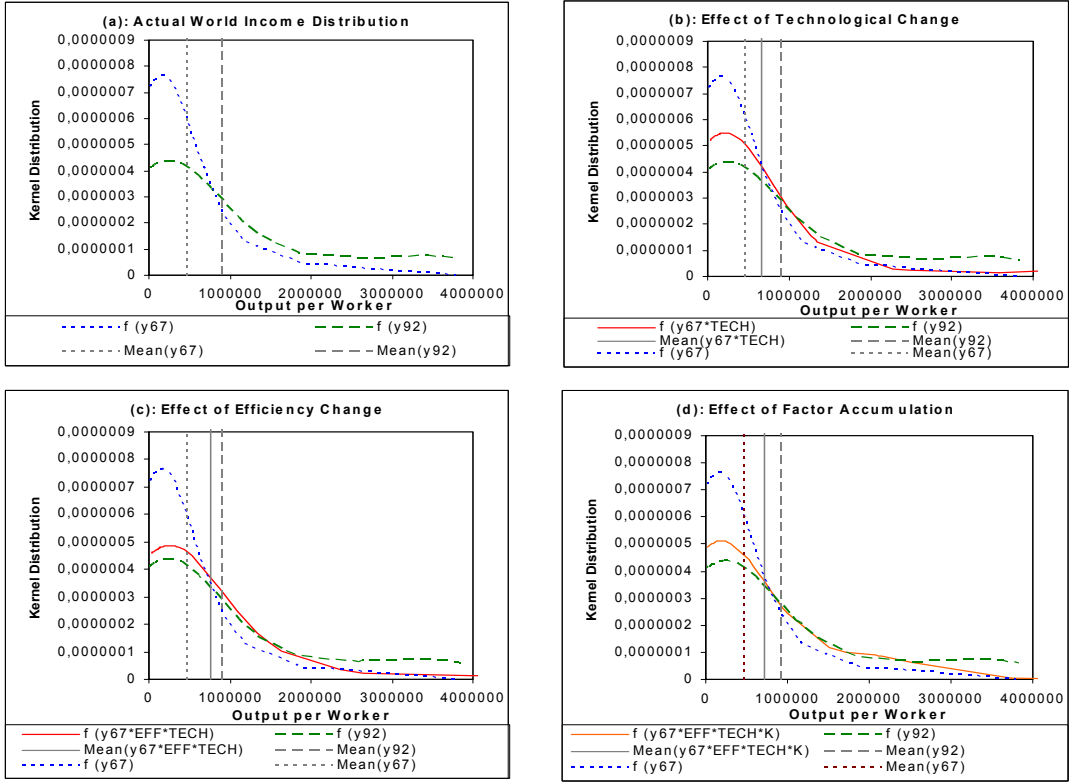 (a): Actual World Income Distribution
Kernel Distribution
0,0000009
0,0000008
0,0000007
0,0000006
0,0000005
0,0000004
0,0000003
0,0000002
0,0000001
0
0 1000000 2000000 3000000 4000000
Output per Worker
f (y67) f (y92)
Mean(y67) Mean(y92)
(b): Effect of Technological Change
Kernel Distribution
0,0000009
0,0000008
0,0000007
0,0000006
0,0000005
0,0000004
0,0000003
0,0000002
0,0000001
0
0 1000000 2000000 3000000 4000000
Output per Worker
f (y67*TECH) f (y92)
Mean(y67*TECH) Mean(y92)
f (y67) Mean(y67)
(c): Effect of Efficiency Change
Kernel Distribution
0,0000009
0,0000008
0,0000007
0,0000006
0,0000005
0,0000004
0,0000003
0,0000002
0,0000001
0
0 1000000 2000000 3000000 4000000
Output per Worker
f (y67*EFF*TECH) f (y92)
Mean(y67*EFF*TECH) Mean(y92)
f (y67) Mean(y67)
(d): Effect of Factor Accumulation
Kernel Distribution
0,0000009
0,0000008
0,0000007
0,0000006
0,0000005
0,0000004
0,0000003
0,0000002
0,0000001
0
0 1000000 2000000 3000000 4000000
Output per Worker
f (y67*EFF*TECH*K) f (y92)
Mean(y67*EFF*TECH*K) Mean(y92)
f (y67) Mean(y67)